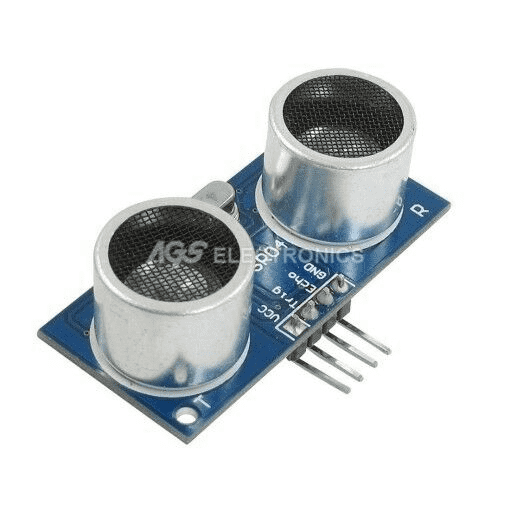 R
AGS ELECTRONICS
GND
Echo
Trig
VCC
T